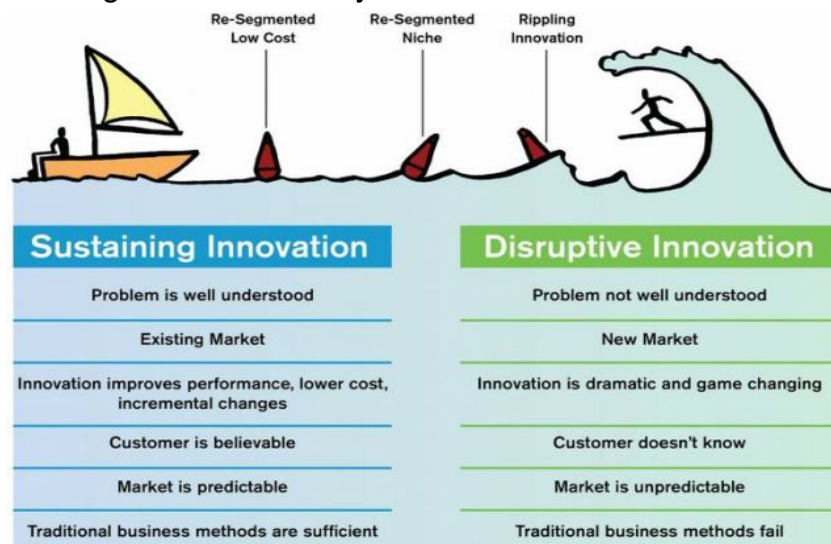 Re-Segmented
Low Cost
Re-Segmented
Niche
Rippling
Innovation
Sustaining Innovation
Disruptive Innovation
Problem is well understood
Problem not well understood
Existing Market
New Market
Innovation improves performance, lower cost,
incremental changes
Innovation is dramatic and game changing
Customer is believable
Customer doesn't know
Market is predictable
Market is unpredictable
Traditional business methods are sufficient
Traditional business methods fail